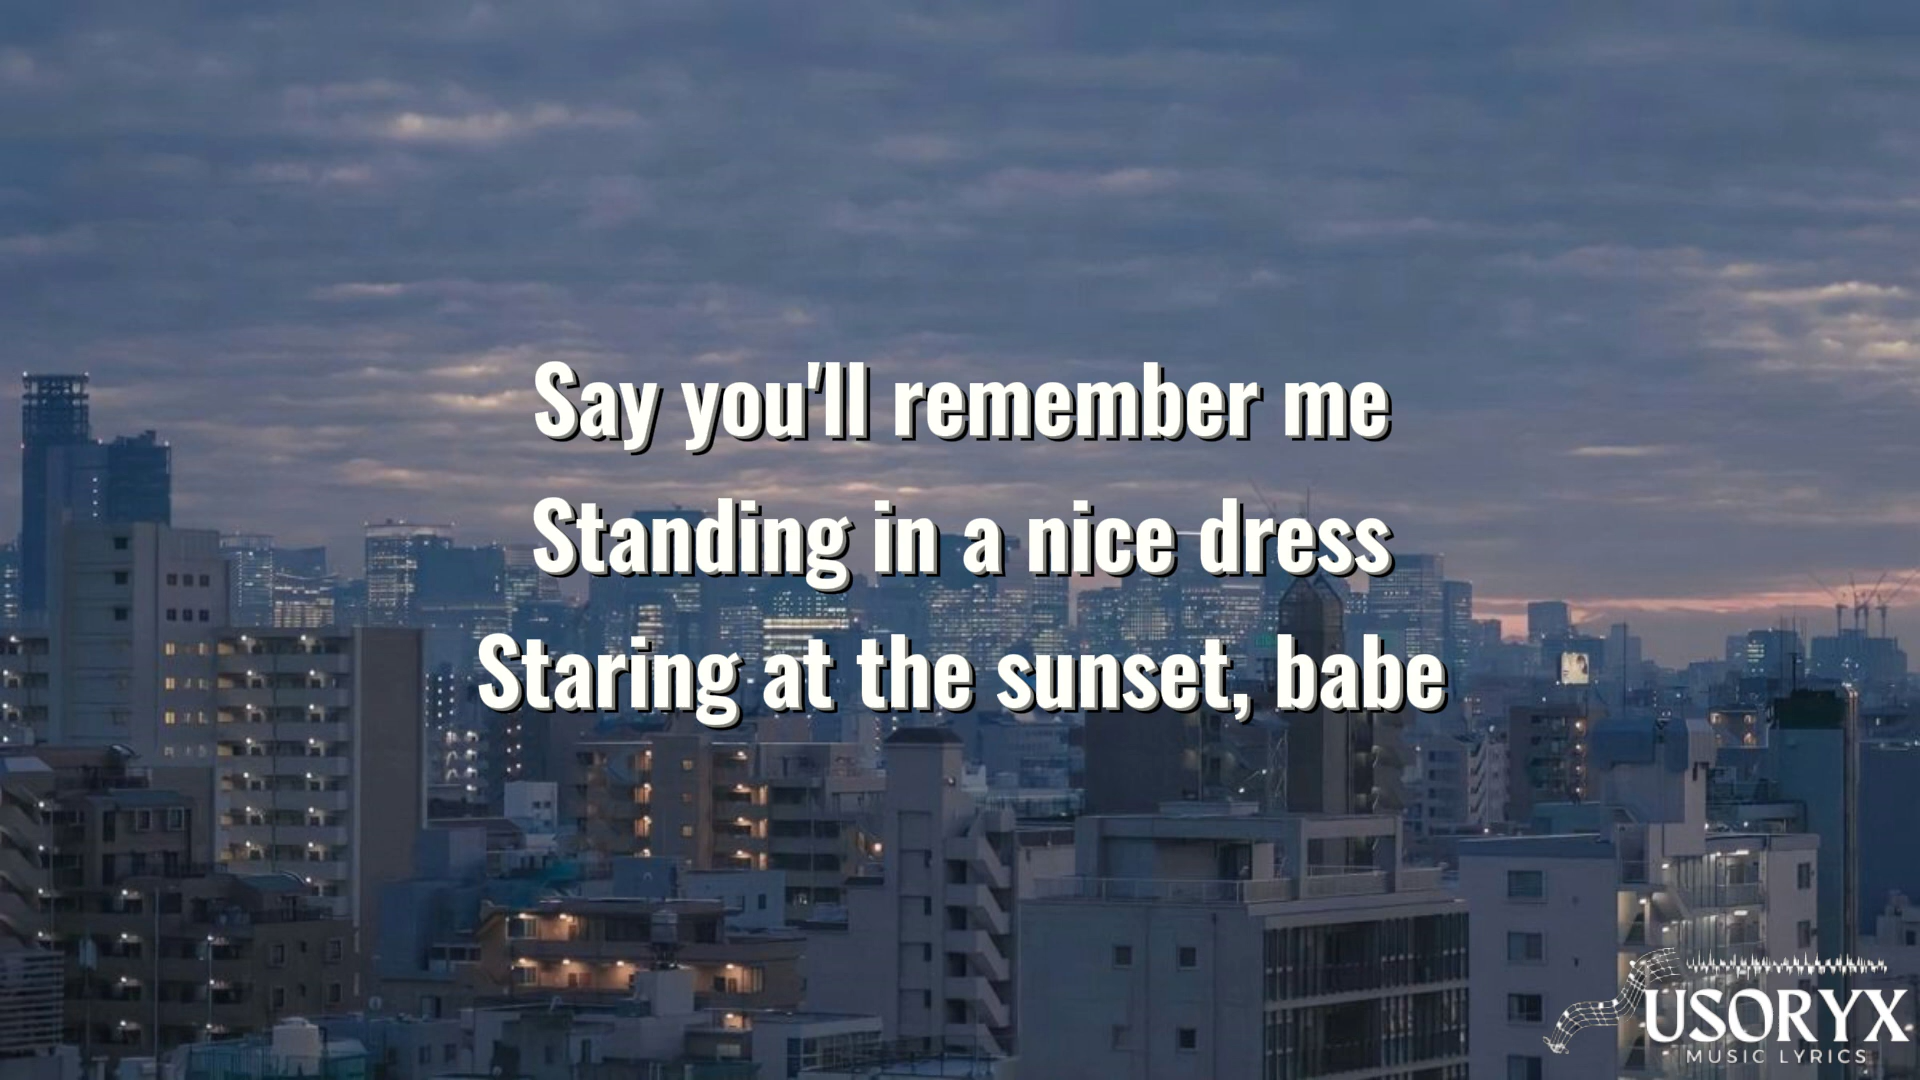 Say you'll remember me
Standing in a nice dress
Staring at the sunset, babe
USORYX
MUSIC LYRICS